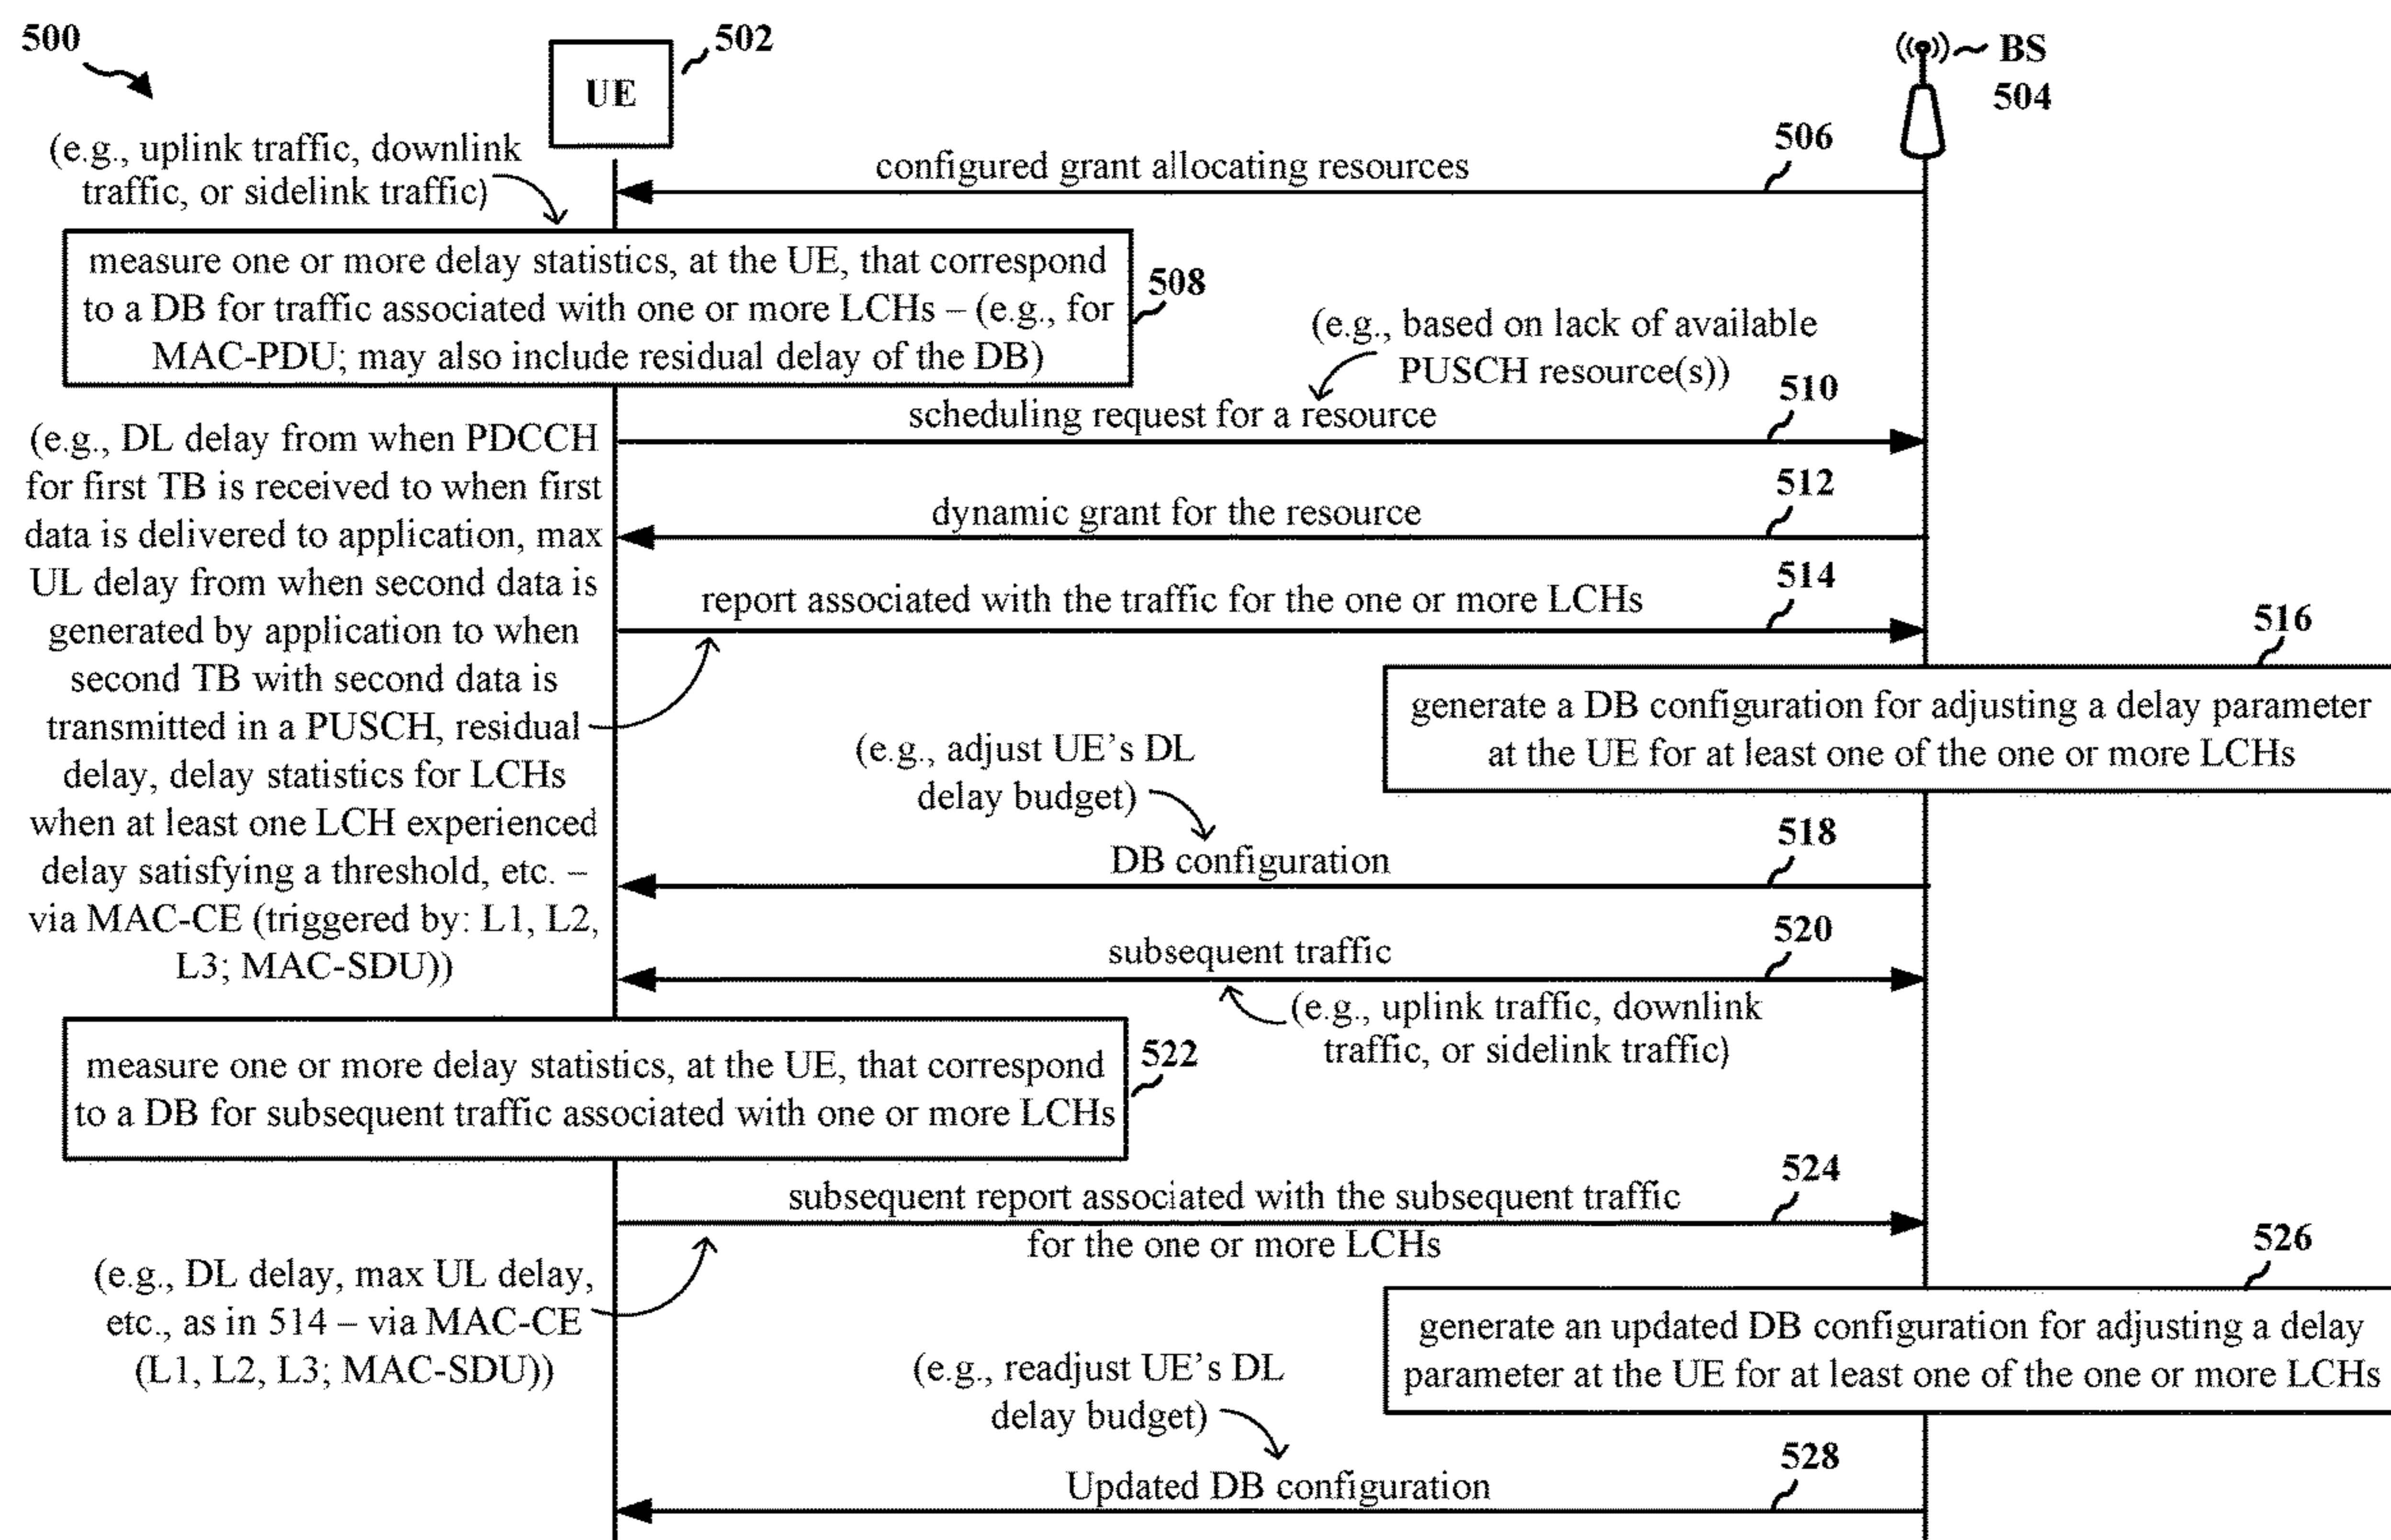 500
UE
502
BS
504
(e.g., uplink traffic, downlink
traffic, or sidelink traffic)
506
configured grant allocating resources
measure one or more delay statistics, at the UE, that correspond
to a DB for traffic associated with one or more LCHs – (e.g., for
MAC-PDU; may also include residual delay of the DB)
508
(e.g., based on lack of available
PUSCH resource(s))
510
scheduling request for a resource
512
dynamic grant for the resource
514
report associated with the traffic for the one or more LCHs
(e.g., DL delay from when PDCCH
for first TB is received to when first
data is delivered to application, max
UL delay from when second data is
generated by application to when
second TB with second data is
transmitted in a PUSCH, residual
delay, delay statistics for LCHs
when at least one LCH experienced
delay satisfying a threshold, etc. –
via MAC-CE (triggered by: L1, L2,
L3; MAC-SDU))
516
generate a DB configuration for adjusting a delay parameter
at the UE for at least one of the one or more LCHs
(e.g., adjust UE's DL
delay budget)
518
DB configuration
520
subsequent traffic
(e.g., uplink traffic, downlink
traffic, or sidelink traffic)
measure one or more delay statistics, at the UE, that correspond
to a DB for subsequent traffic associated with one or more LCHs
522
524
subsequent report associated with the subsequent traffic
for the one or more LCHs
(e.g., DL delay, max UL delay,
etc., as in 514 – via MAC-CE
(L1, L2, L3; MAC-SDU))
526
generate an updated DB configuration for adjusting a delay
parameter at the UE for at least one of the one or more LCHs
(e.g., readjust UE's DL
delay budget)
528
Updated DB configuration